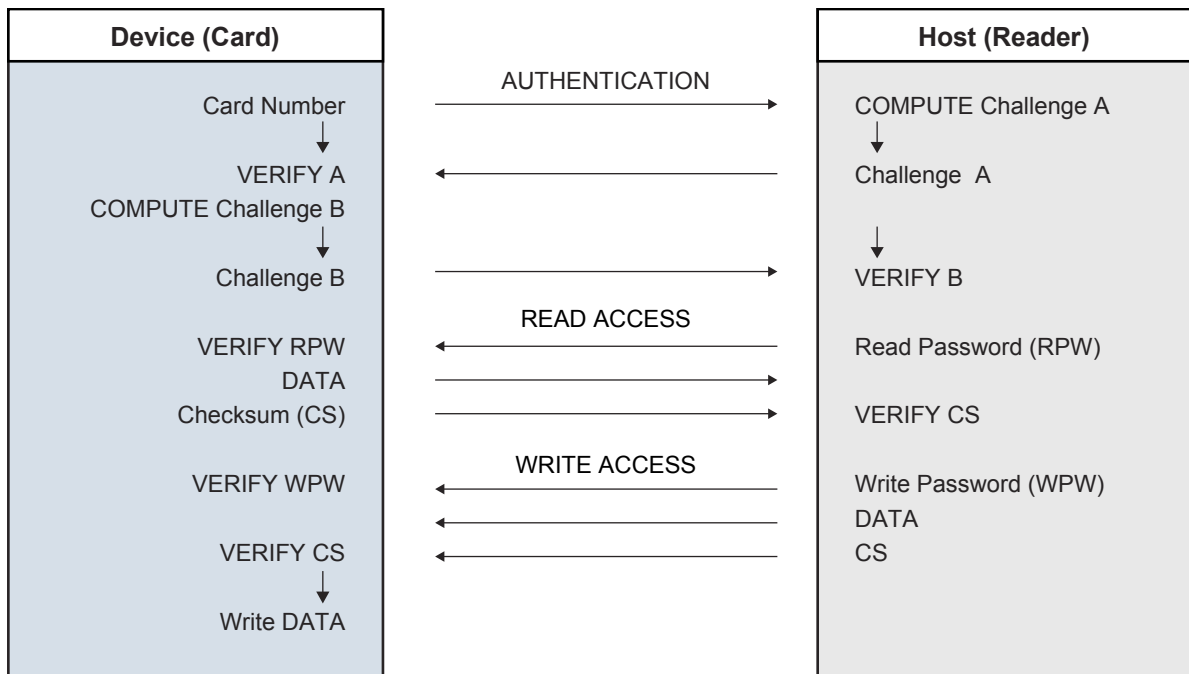 Device (Card)
Host (Reader)
AUTHENTICATION
Card Number
COMPUTE Challenge A
VERIFY A
Challenge A
COMPUTE Challenge B
Challenge B
VERIFY B
READ ACCESS
VERIFY RPW
Read Password (RPW)
DATA
Checksum (CS)
VERIFY CS
WRITE ACCESS
VERIFY WPW
Write Password (WPW)
DATA
VERIFY CS
CS
Write DATA